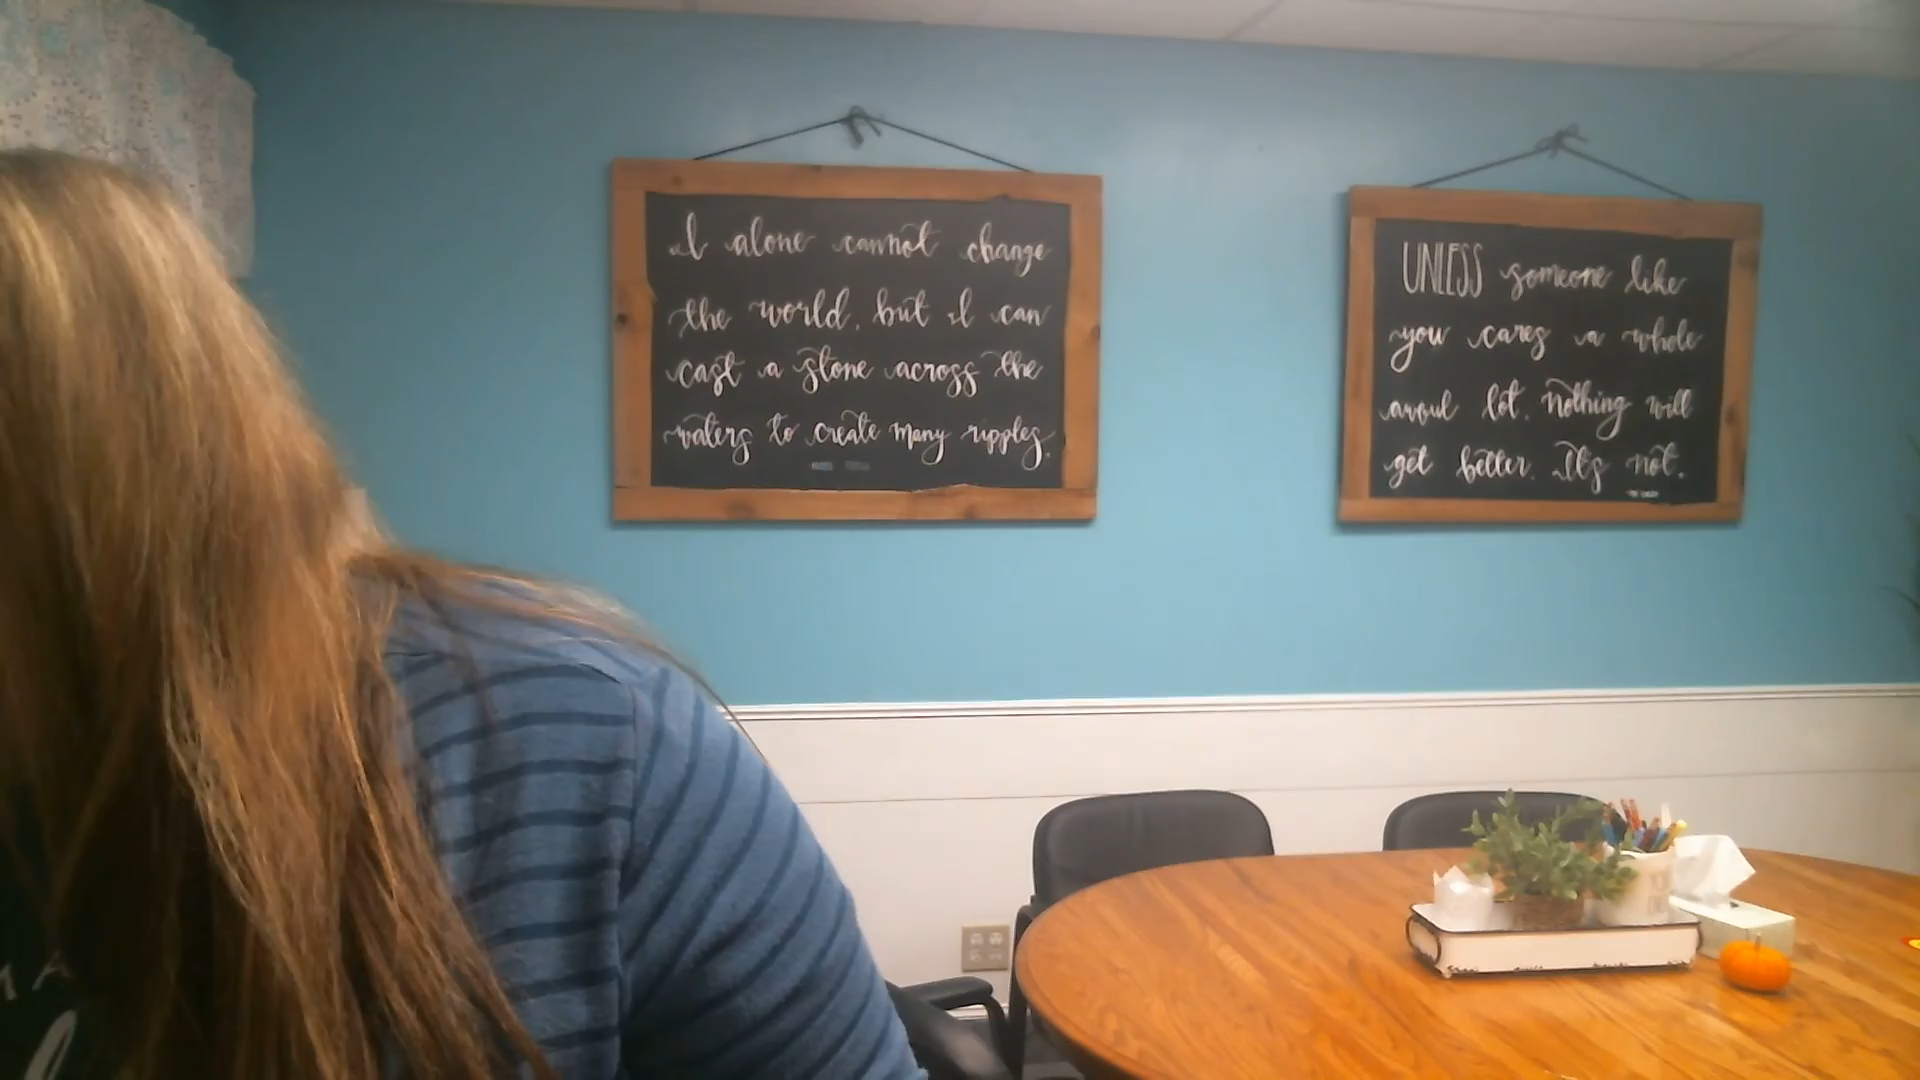 I alone cannot change
the world, but I can
cast a stone across the
waters to create many ripples.
UNLESS someone like
you cares a whole
awful lot, nothing will
get better. It's not.